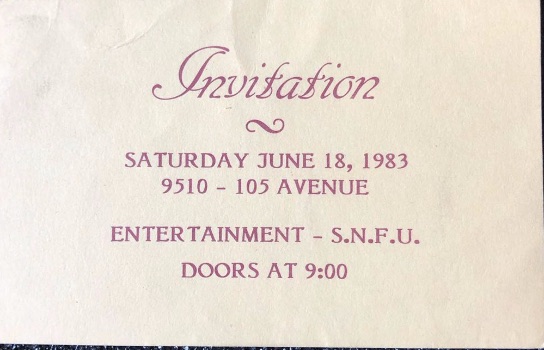 Invitation
SATURDAY JUNE 18, 1983
9510 - 105 AVENUE
ENTERTAINMENT - S.N.F.U.
DOORS AT 9:00